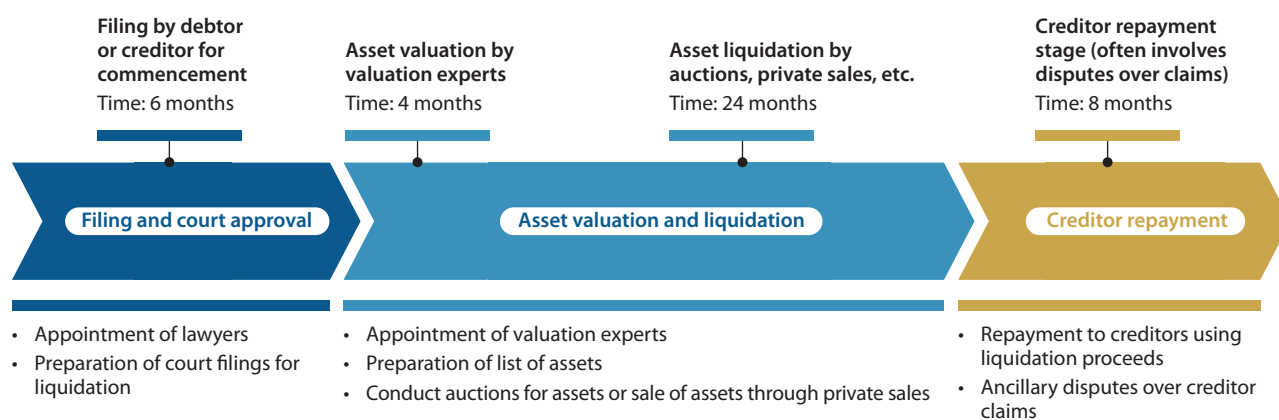 Filing by debtor
or creditor for
commencement
Time: 6 months
Asset valuation by
valuation experts
Time: 4 months
Asset liquidation by
auctions, private sales, etc.
Time: 24 months
Creditor repayment
stage (often involves
disputes over claims)
Time: 8 months
Filing and court approval
Asset valuation and liquidation
Creditor repayment
• Appointment of lawyers
• Preparation of court filings for
liquidation
• Appointment of valuation experts
• Preparation of list of assets
• Conduct auctions for assets or sale of assets through private sales
• Repayment to creditors using
liquidation proceeds
• Ancillary disputes over creditor
claims